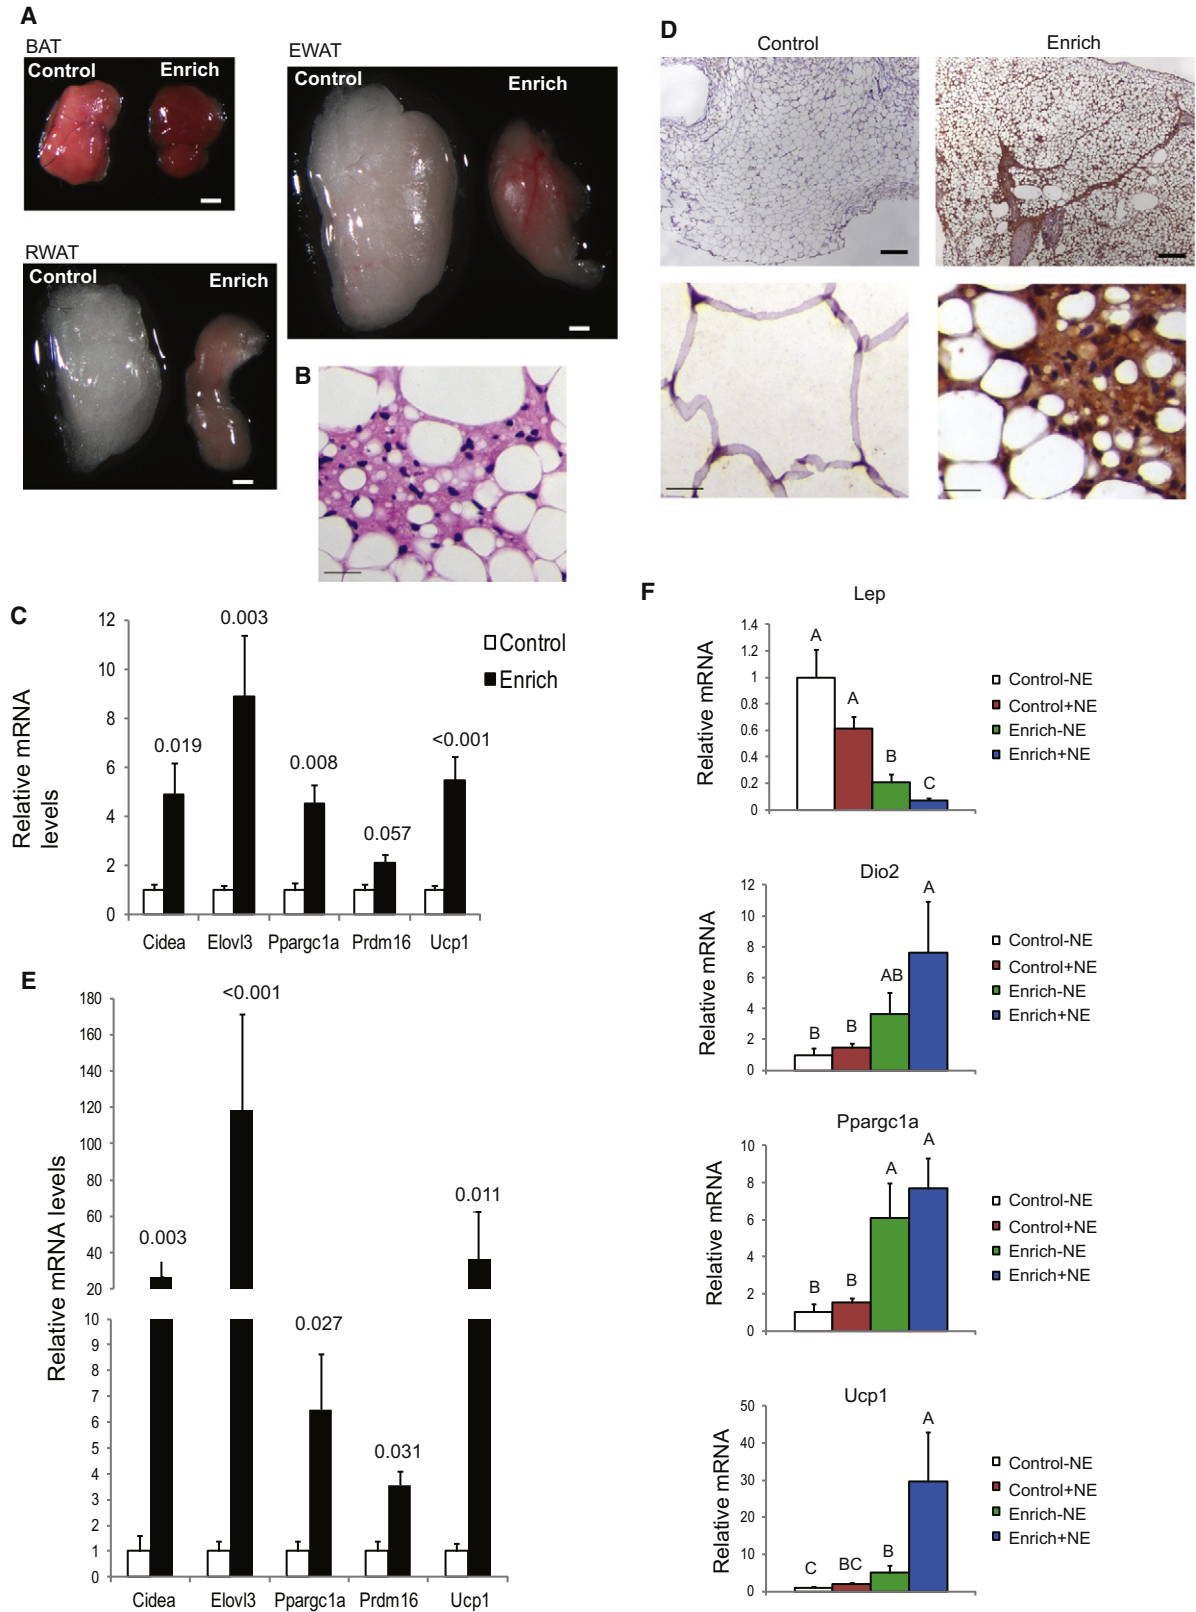 A
BAT
Control Enrich
EWAT
Control Enrich
RWAT
Control Enrich
B
C
Relative mRNA
levels
12
10
8
6
4
2
0
0.019
0.003
0.008
0.057
<0.001
Control
Enrich
Cidea Elovl3 Ppargc1a Prdm16 Ucp1
D
Control Enrich
E
Relative mRNA levels
180
160
140
120
100
80
60
40
20
10
9
8
7
6
5
4
3
2
1
0
0.003
<0.001
0.027
0.031
0.011
Cidea Elovl3 Ppargc1a Prdm16 Ucp1
F
Lep
Relative mRNA
1.4
1.2
1
0.8
0.6
0.4
0.2
0
A
A
B
C
Control-NE
Control+NE
Enrich-NE
Enrich+NE
Dio2
Relative mRNA
12
10
8
6
4
2
0
B
B
AB
A
Control-NE
Control+NE
Enrich-NE
Enrich+NE
Ppargc1a
Relative mRNA
10
8
6
4
2
0
B
B
A
A
Control-NE
Control+NE
Enrich-NE
Enrich+NE
Ucp1
Relative mRNA
50
40
30
20
10
0
C
BC
B
A
Control-NE
Control+NE
Enrich-NE
Enrich+NE